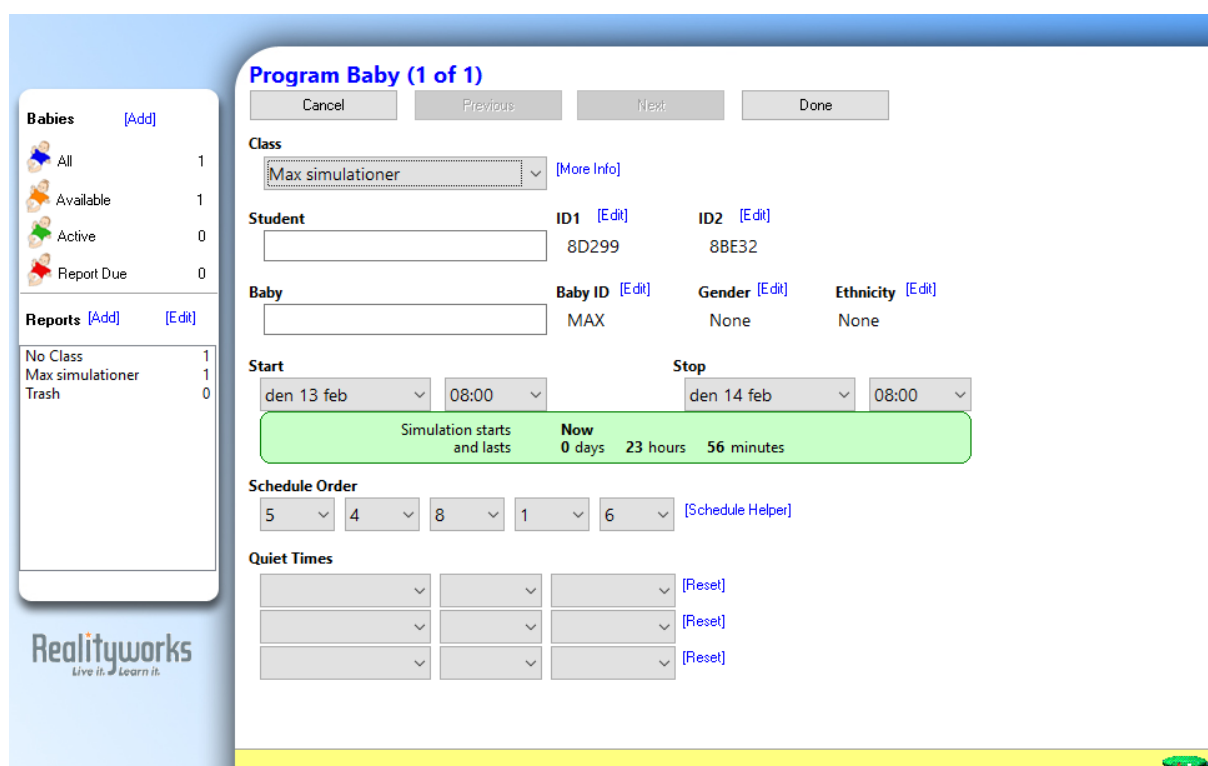 Program Baby (1 of 1)
Cancel Previous Next Done
Babies [Add]
All 1
Available 1
Active 0
Report Due 0
Reports [Add] [Edit]
No Class 1
Max simulationer 1
Trash 0
Realityworks
Live it. Learn it.
Class
Max simulationer [More Info]
Student ID1 [Edit] ID2 [Edit]
8D299 8BE32
Baby Baby ID [Edit] Gender [Edit] Ethnicity [Edit]
MAX None None
Start Stop
den 13 feb 08:00 den 14 feb 08:00
Simulation starts Now
and lasts 0 days 23 hours 56 minutes
Schedule Order
5 4 8 1 6 [Schedule Helper]
Quiet Times
[Reset]
[Reset]
[Reset]